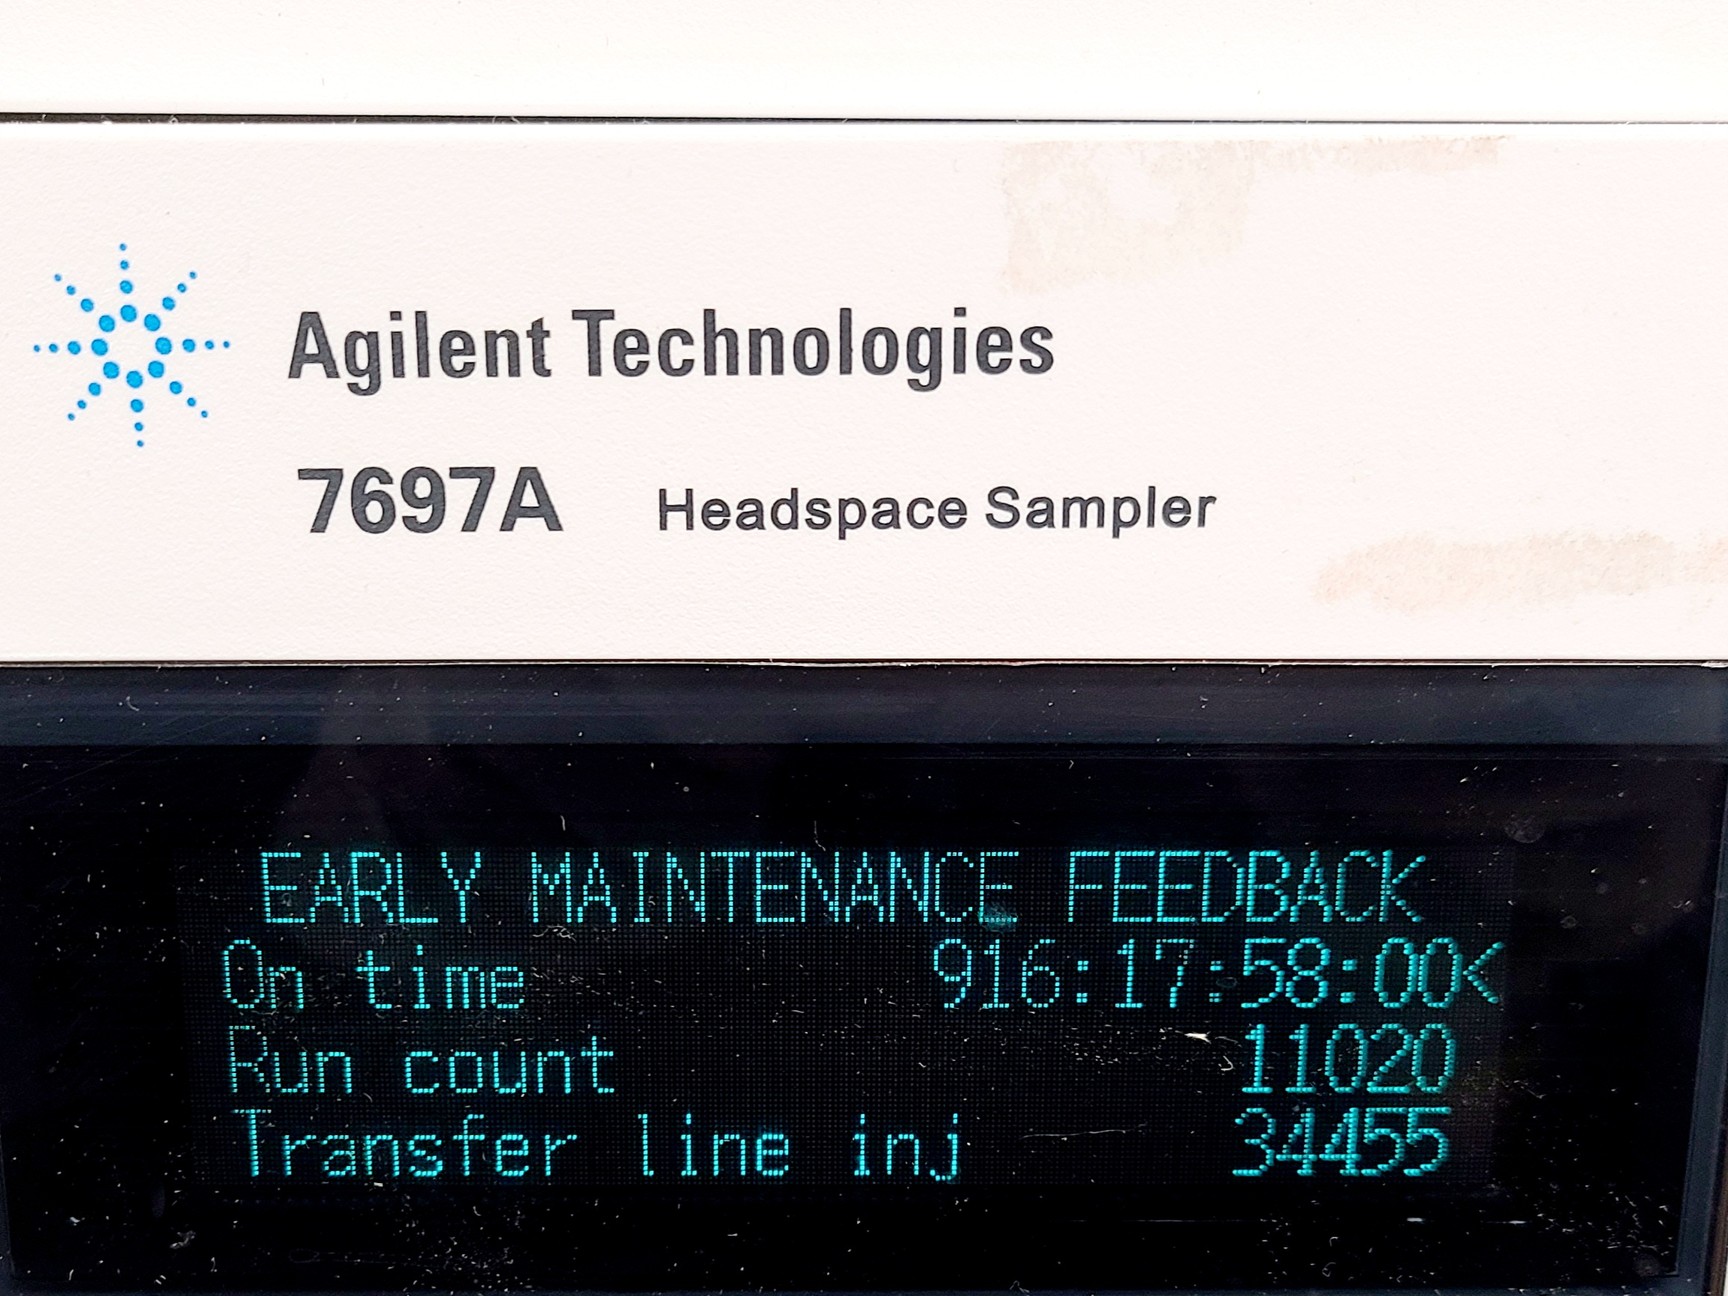 Agilent Technologies
7697A Headspace Sampler
EARLY MAINTENANCE FEEDBACK
On time 916:17:58:00<
Run count 11020
Transfer line inj 34455